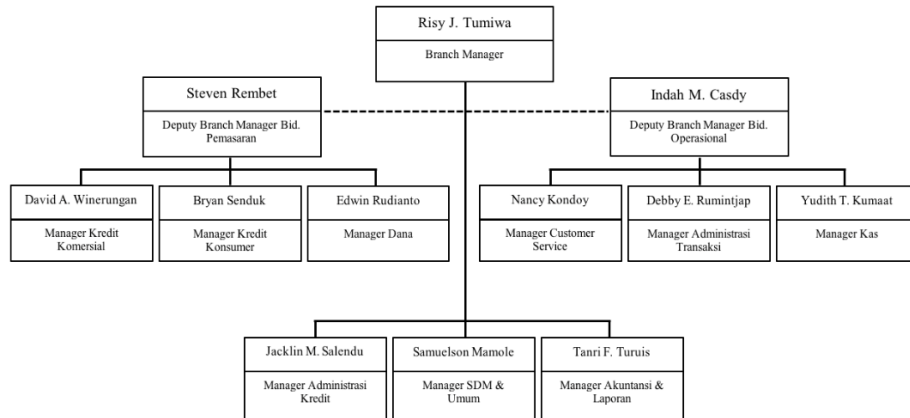 Risy J. Tumiwa
Branch Manager
Steven Rembet
Deputy Branch Manager Bid.
Pemasaran
Indah M. Casdy
Deputy Branch Manager Bid.
Operasional
David A. Winerungan
Manager Kredit
Komersial
Bryan Senduk
Manager Kredit
Konsumer
Edwin Rudianto
Manager Dana
Nancy Kondoy
Manager Customer
Service
Debby E. Rumintjap
Manager Administrasi
Transaksi
Yudith T. Kumaat
Manager Kas
Jacklin M. Salendu
Manager Administrasi
Kredit
Samuelson Mamole
Manager SDM &
Umum
Tanri F. Turuis
Manager Akuntansi &
Laporan